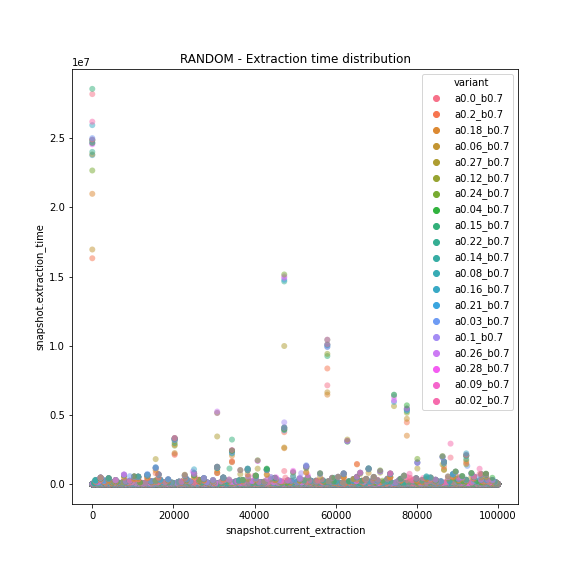 RANDOM - Extraction time distribution
1e7
2.5
2.0
1.5
1.0
0.5
0.0
snapshot.extraction_time
0
20000
40000
60000
80000
100000
snapshot.current_extraction
variant
a0.0_b0.7
a0.2_b0.7
a0.18_b0.7
a0.06_b0.7
a0.27_b0.7
a0.12_b0.7
a0.24_b0.7
a0.04_b0.7
a0.15_b0.7
a0.22_b0.7
a0.14_b0.7
a0.08_b0.7
a0.16_b0.7
a0.21_b0.7
a0.03_b0.7
a0.1_b0.7
a0.26_b0.7
a0.28_b0.7
a0.09_b0.7
a0.02_b0.7